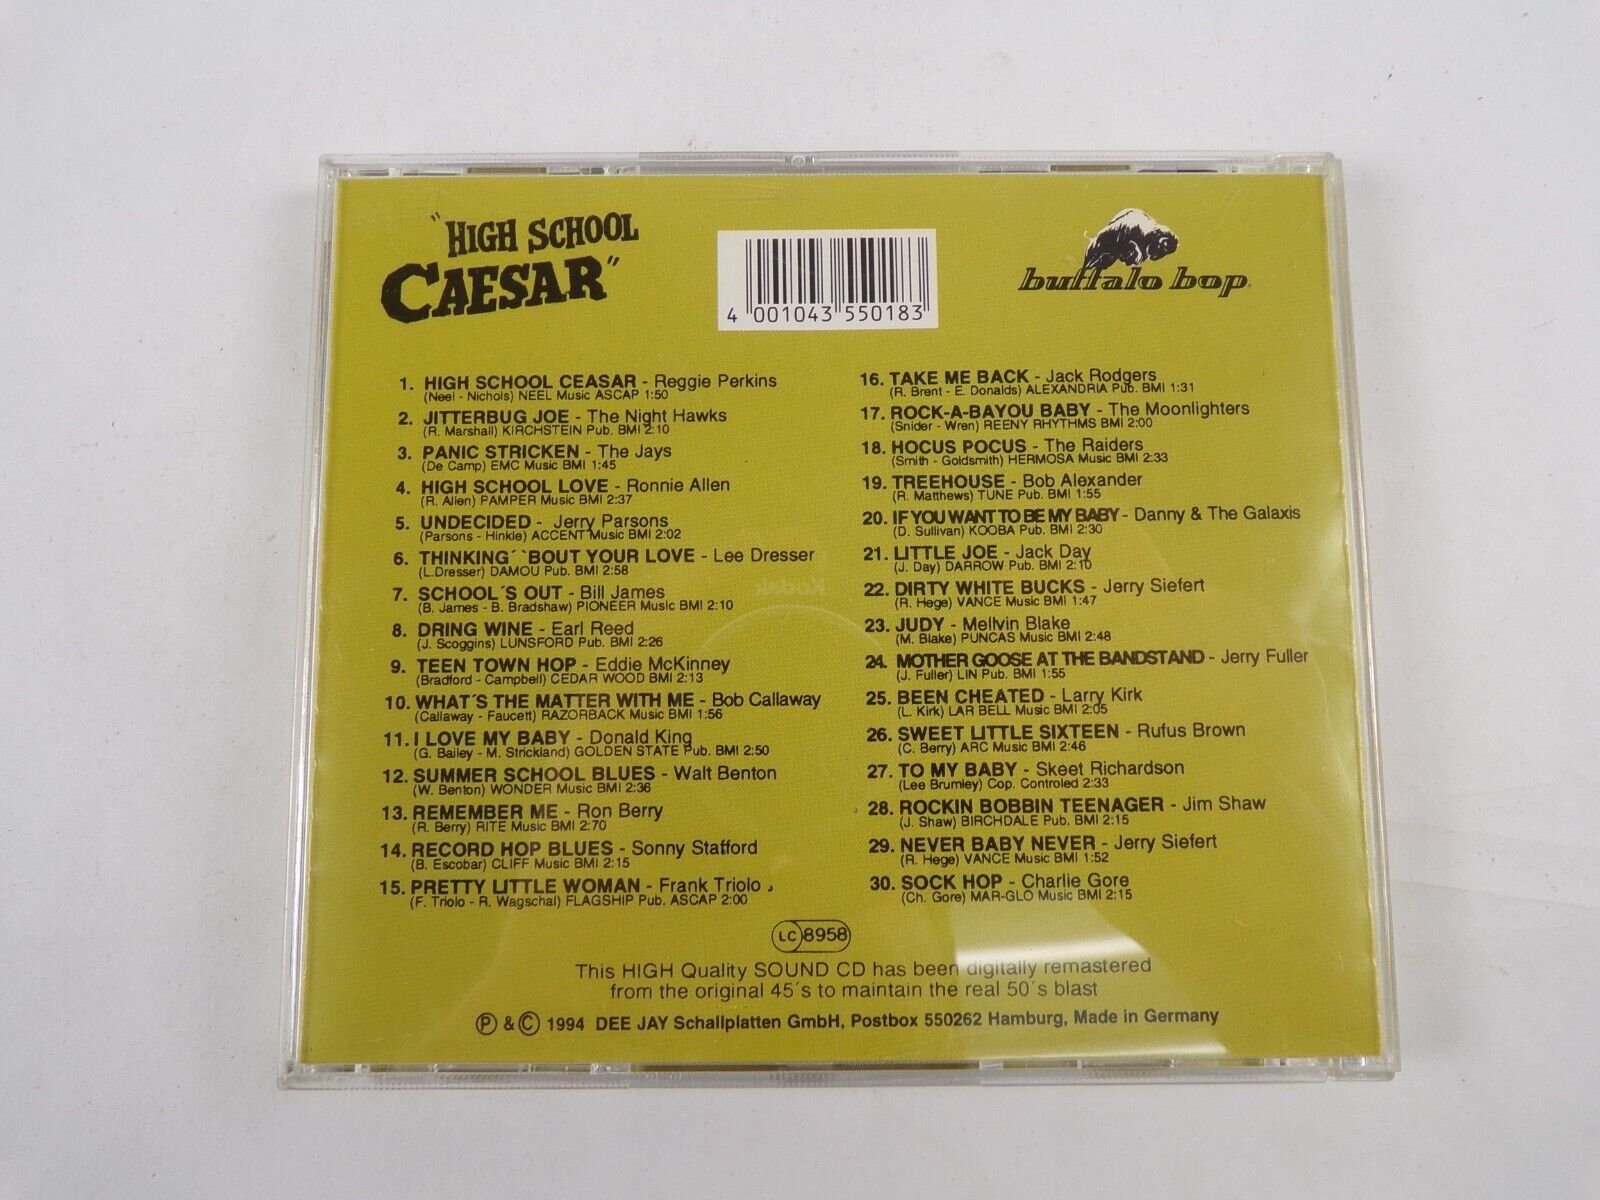 "HIGH SCHOOL
CAESAR"
4 001043 550183
buffalo bop
1. HIGH SCHOOL CEASAR - Reggie Perkins
(Neel - Nichols) NEEL Music ASCAP 1:50
2. JITTERBUG JOE - The Night Hawks
(R. Marshall) KIRCHSTEIN Pub. BMI 2:10
3. PANIC STRICKEN - The Jays
(De Camp) EMC Music BMI 1:45
4. HIGH SCHOOL LOVE - Ronnie Allen
(R. Allen) PAMPER Music BMI 2:37
5. UNDECIDED - Jerry Parsons
(Parsons - Hinkle) ACCENT Music BMI 2:02
6. THINKING´`BOUT YOUR LOVE - Lee Dresser
(L.Dresser) DAMOU Pub. BMI 2:58
7. SCHOOL´S OUT - Bill James
(B. James - B. Bradshaw) PIONEER Music BMI 2:10
8. DRING WINE - Earl Reed
(J. Scoggins) LUNSFORD Pub. BMI 2:26
9. TEEN TOWN HOP - Eddie McKinney
(Bradford - Campbell) CEDAR WOOD BMI 2:13
10. WHAT´S THE MATTER WITH ME - Bob Callaway
(Callaway - Faucett) RAZORBACK Music BMI 1:56
11. I LOVE MY BABY - Donald King
(G. Bailey - M. Strickland) GOLDEN STATE Pub. BMI 2:50
12. SUMMER SCHOOL BLUES - Walt Benton
(W. Benton) WONDER Music BMI 2:36
13. REMEMBER ME - Ron Berry
(R. Berry) RITE Music BMI 2:70
14. RECORD HOP BLUES - Sonny Stafford
(B. Escobar) CLIFF Music BMI 2:15
15. PRETTY LITTLE WOMAN - Frank Triolo
(F. Triolo - R. Wagschal) FLAGSHIP Pub. ASCAP 2:00
16. TAKE ME BACK - Jack Rodgers
(R. Brent - E. Donalds) ALEXANDRIA Pub. BMI 1:31
17. ROCK-A-BAYOU BABY - The Moonlighters
(Snider - Wren) REENY RHYTHMS BMI 2:00
18. HOCUS POCUS - The Raiders
(Smith - Goldsmith) HERMOSA Music BMI 2:33
19. TREEHOUSE - Bob Alexander
(R. Matthews) TUNE Pub. BMI 1:55
20. IF YOU WANT TO BE MY BABY - Danny & The Galaxis
(D. Sullivan) KOOBA Pub. BMI 2:30
21. LITTLE JOE - Jack Day
(J. Day) DARROW Pub. BMI 2:10
22. DIRTY WHITE BUCKS - Jerry Siefert
(R. Hege) VANCE Music BMI 1:47
23. JUDY - Mellvin Blake
(M. Blake) PUNCAS Music BMI 2:48
24. MOTHER GOOSE AT THE BANDSTAND - Jerry Fuller
(J. Fuller) LIN Pub. BMI 1:55
25. BEEN CHEATED - Larry Kirk
(L. Kirk) LAR BELL Music BMI 2:05
26. SWEET LITTLE SIXTEEN - Rufus Brown
(C. Berry) ARC Music BMI 2:46
27. TO MY BABY - Skeet Richardson
(Lee Brumley) Cop. Controled 2:33
28. ROCKIN BOBBIN TEENAGER - Jim Shaw
(J. Shaw) BIRCHDALE Pub. BMI 2:15
29. NEVER BABY NEVER - Jerry Siefert
(R. Hege) VANCE Music BMI 1:52
30. SOCK HOP - Charlie Gore
(Ch. Gore) MAR-GLO Music BMI 2:15
LC 8958
This HIGH Quality SOUND CD has been digitally remastered
from the original 45´s to maintain the real 50´s blast
Ⓟ & © 1994 DEE JAY Schallplatten GmbH, Postbox 550262 Hamburg, Made in Germany